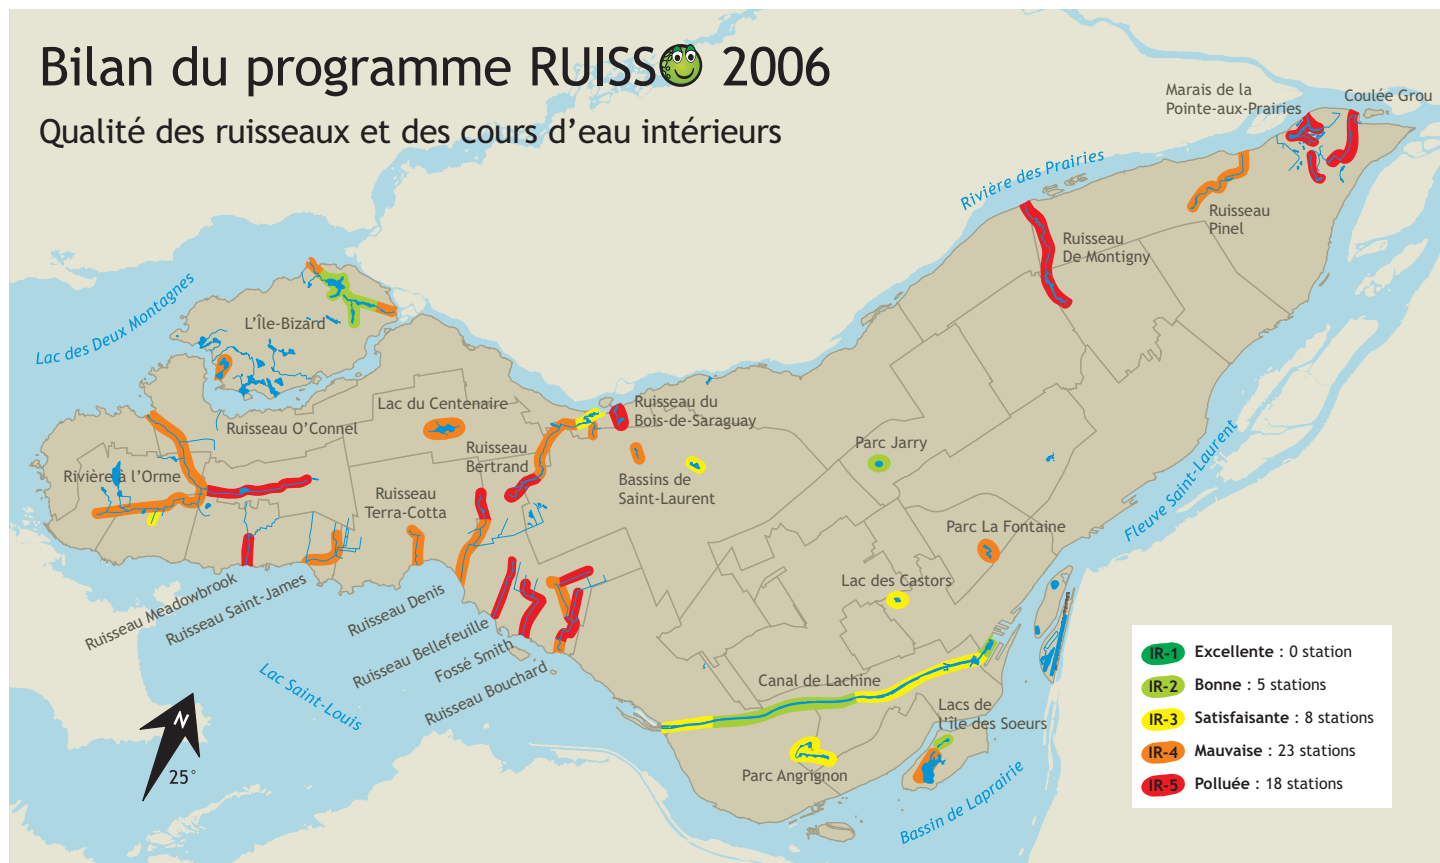 Bilan du programme RUISSO 2006
Qualité des ruisseaux et des cours d'eau intérieurs
Marais de la
Pointe-aux-Prairies
Coulée Grou
Rivière des Prairies
Ruisseau
Pinel
Ruisseau
De Montigny
Lac des Deux Montagnes
L'Île-Bizard
Lac du Centenaire
Ruisseau du
Bois-de-Saraguay
Ruisseau O'Connel
Ruisseau
Bertrand
Parc Jarry
Rivière à l'Orme
Bassins de
Saint-Laurent
Ruisseau
Terra-Cotta
Fleuve Saint-Laurent
Parc La Fontaine
Lac des Castors
Ruisseau Meadowbrook
Ruisseau Saint-James
Ruisseau Denis
Ruisseau Bellefeuille
Fossé Smith
Ruisseau Bouchard
Lac Saint-Louis
Canal de Lachine
Lacs de
l'île des Soeurs
Parc Angrignon
Bassin de Laprairie
N
25°
IR-1 Excellente : 0 station
IR-2 Bonne : 5 stations
IR-3 Satisfaisante : 8 stations
IR-4 Mauvaise : 23 stations
IR-5 Polluée : 18 stations